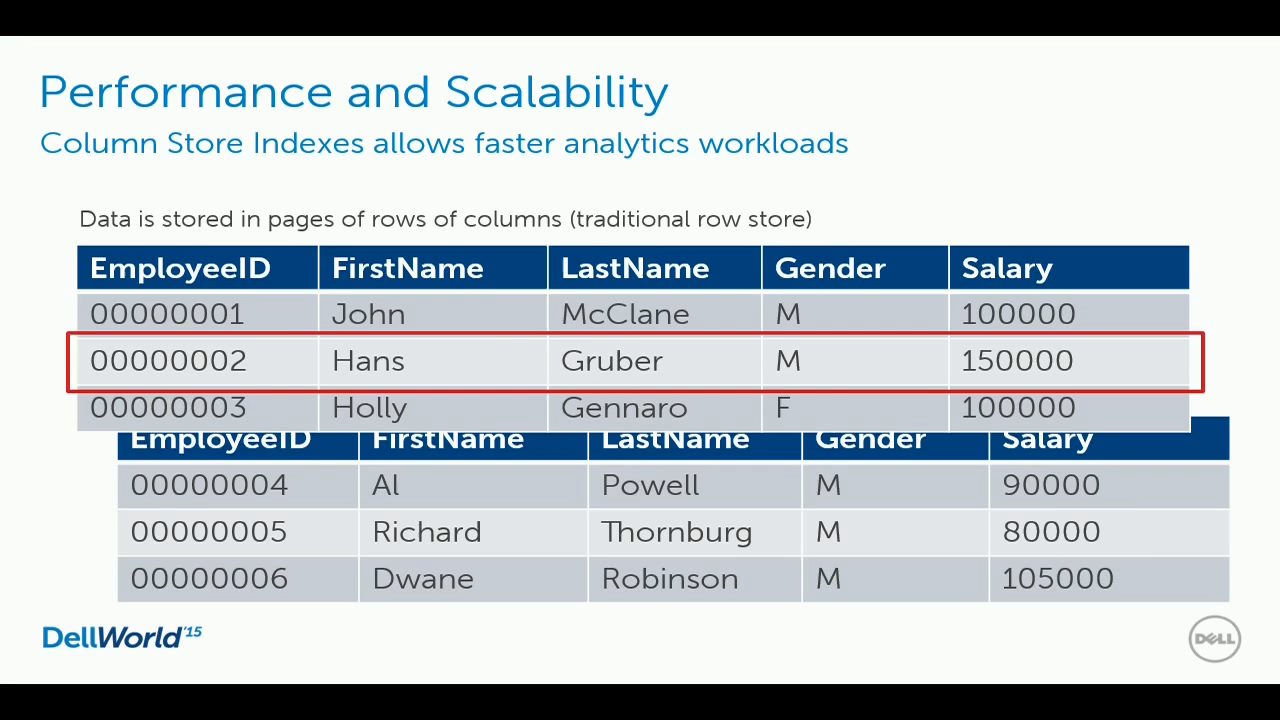 Performance and Scalability
Column Store Indexes allows faster analytics workloads
Data is stored in pages of rows of columns (traditional row store)
EmployeeID FirstName LastName Gender Salary
00000001 John McClane M 100000
00000002 Hans Gruber M 150000
00000003 Holly Gennaro F 100000
EmployeeID FirstName LastName Gender Salary
00000004 Al Powell M 90000
00000005 Richard Thornburg M 80000
00000006 Dwane Robinson M 105000
DellWorld'15
DELL